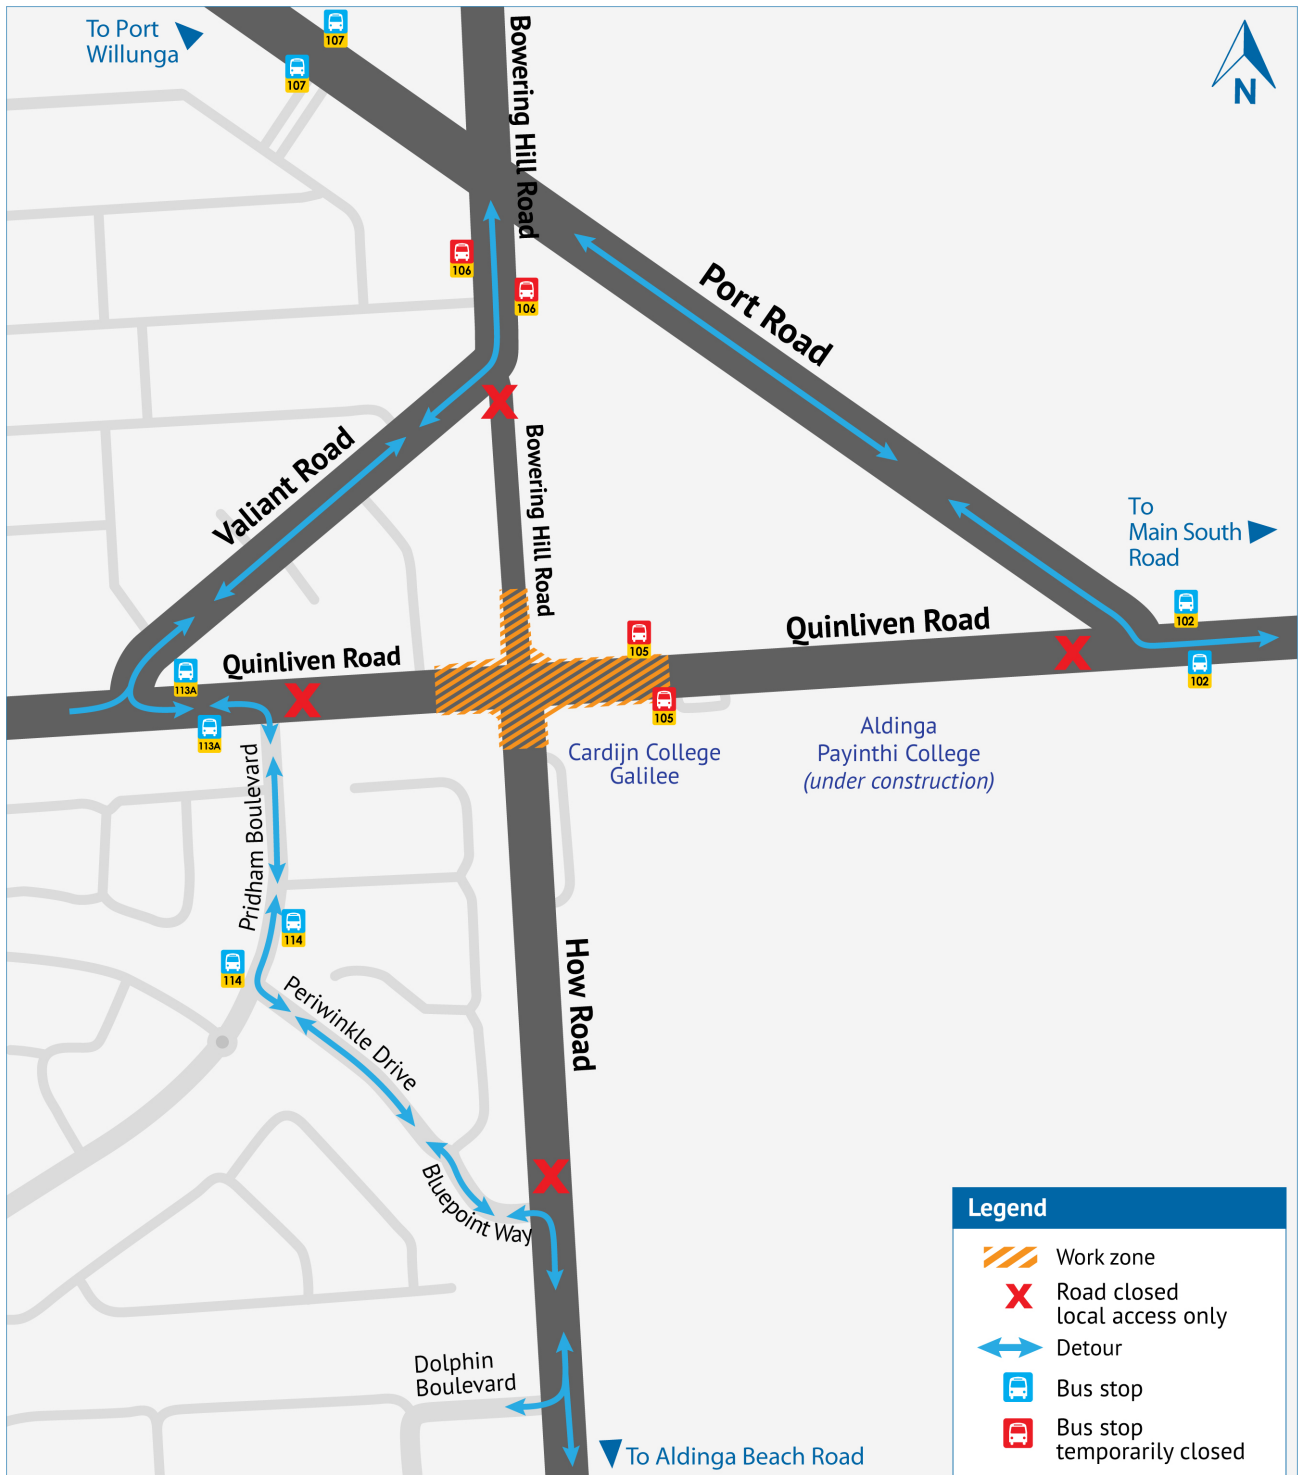 To Port
Willunga
107
107
Bowering Hill Road
N
106
106
Port Road
Valiant Road
Bowering Hill Road
To
Main South
Road
102
102
Quinliven Road
105
105
Quinliven Road
113A
113A
Cardijn College
Galilee
Aldinga
Payinthi College
(under construction)
Pridham Boulevard
114
114
Periwinkle Drive
How Road
Bluepoint Way
Dolphin
Boulevard
To Aldinga Beach Road
Legend
Work zone
Road closed
local access only
Detour
Bus stop
Bus stop
temporarily closed